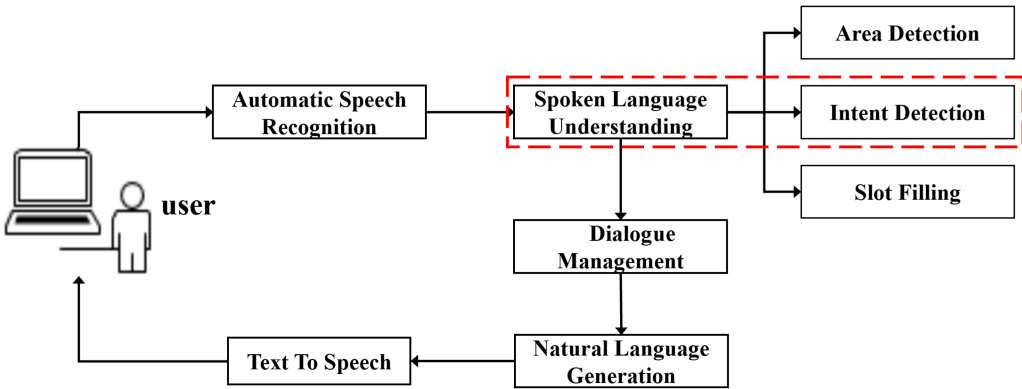 Area Detection
Automatic Speech
Recognition
Spoken Language
Understanding
Intent Detection
user
Slot Filling
Dialogue
Management
Text To Speech
Natural Language
Generation